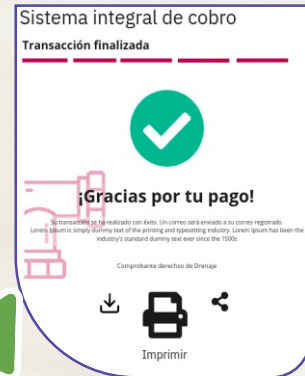 Sistema integral de cobro
Transacción finalizada
¡Gracias por tu pago!
Su transacción se ha realizado con éxito. Un correo será enviado a su correo registrado.
Lorem Ipsum is simply dummy text of the printing and typesetting industry. Lorem Ipsum has been the
industry's standard dummy text ever since the 1500s
Comprobante derechso de Drenaje
Imprimir